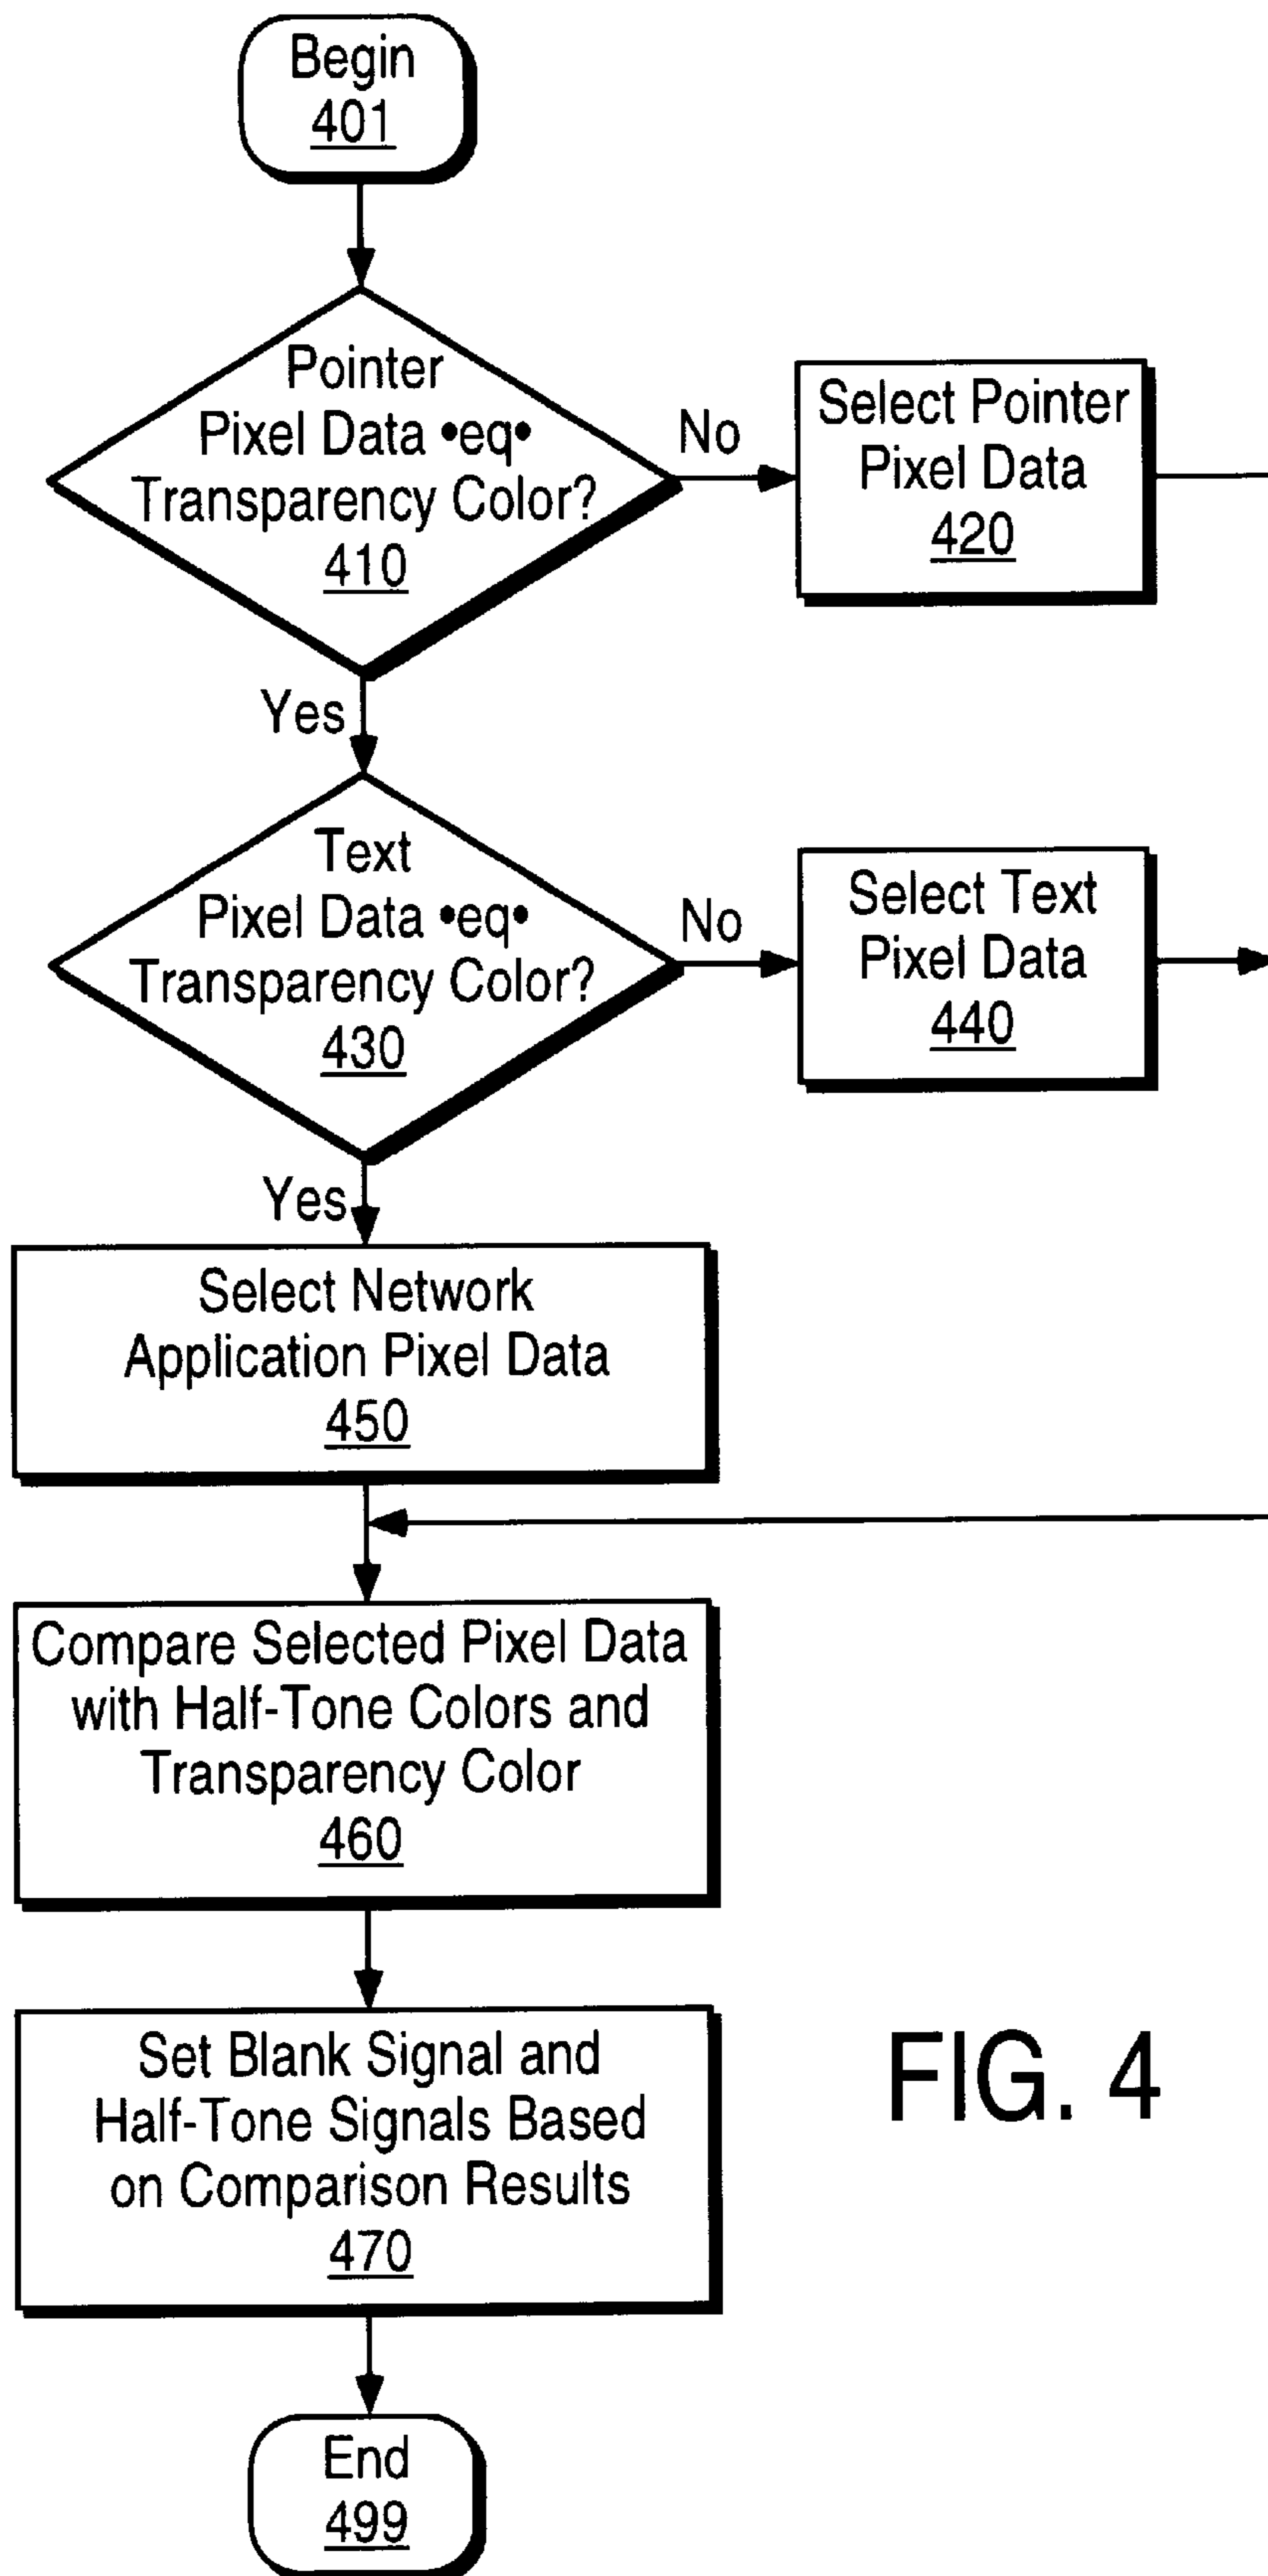 Begin
401
Pointer
Pixel Data •eq•
Transparency Color?
410
No
Select Pointer
Pixel Data
420
Yes
Text
Pixel Data •eq•
Transparency Color?
430
No
Select Text
Pixel Data
440
Yes
Select Network
Application Pixel Data
450
Compare Selected Pixel Data
with Half-Tone Colors and
Transparency Color
460
Set Blank Signal and
Half-Tone Signals Based
on Comparison Results
470
FIG. 4
End
499